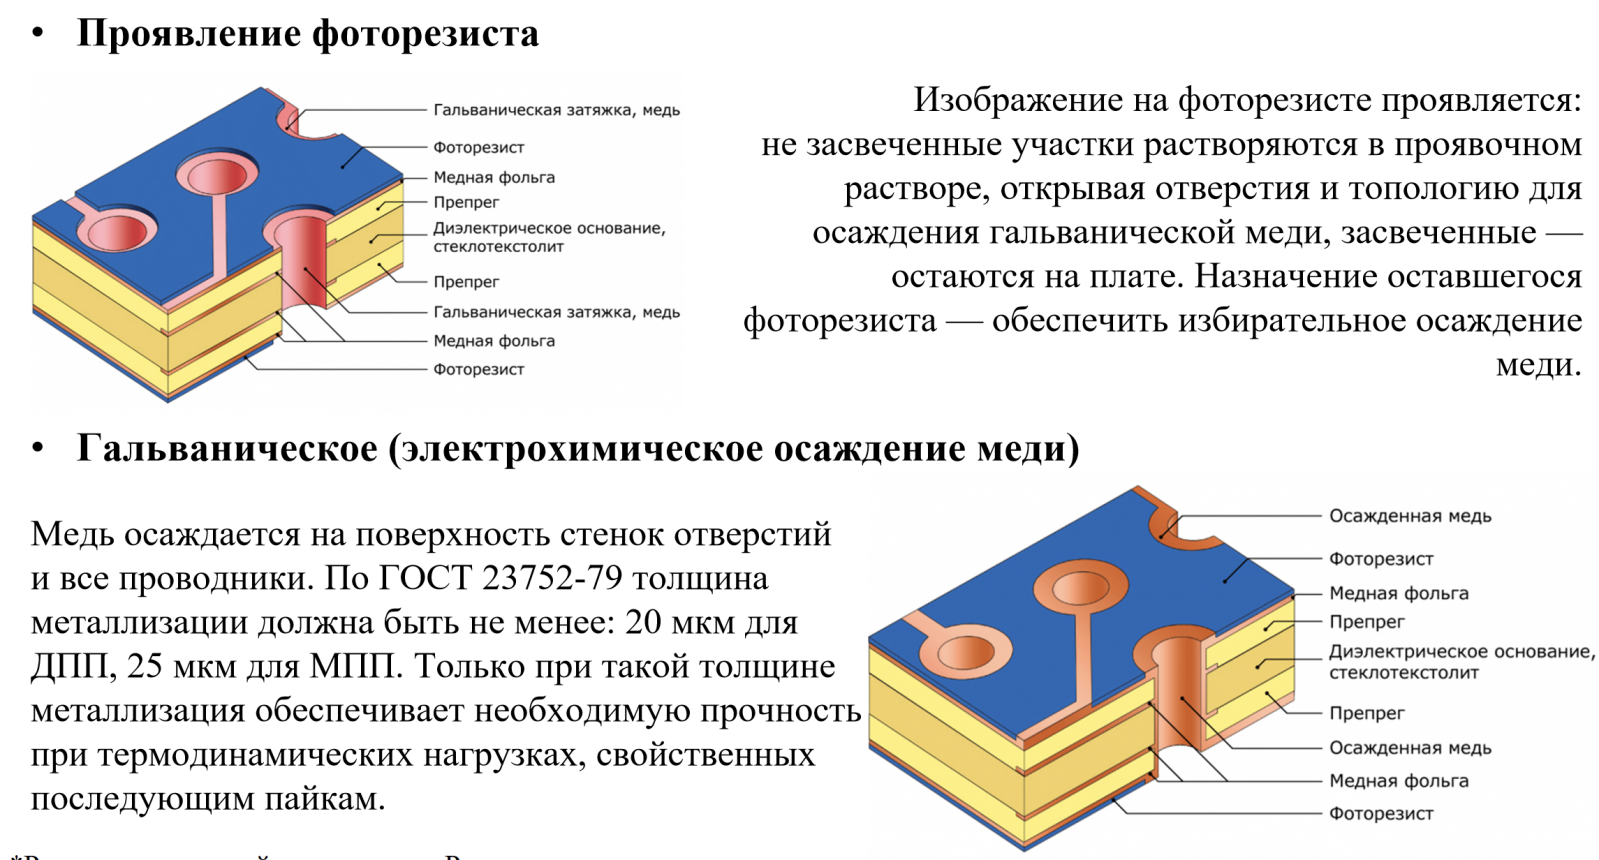 • Проявление фоторезиста
Гальваническая затяжка, медь
Фоторезист
Медная фольга
Препрег
Диэлектрическое основание,
стеклотекстолит
Препрег
Гальваническая затяжка, медь
Медная фольга
Фоторезист
Изображение на фоторезисте проявляется:
не засвеченные участки растворяются в проявочном
растворе, открывая отверстия и топологию для
осаждения гальванической меди, засвеченные —
остаются на плате. Назначение оставшегося
фоторезиста — обеспечить избирательное осаждение
меди.
• Гальваническое (электрохимическое осаждение меди)
Медь осаждается на поверхность стенок отверстий
и все проводники. По ГОСТ 23752-79 толщина
металлизации должна быть не менее: 20 мкм для
ДПП, 25 мкм для МПП. Только при такой толщине
металлизация обеспечивает необходимую прочность
при термодинамических нагрузках, свойственных
последующим пайкам.
Осажденная медь
Фоторезист
Медная фольга
Препрег
Диэлектрическое основание,
стеклотекстолит
Препрег
Осажденная медь
Медная фольга
Фоторезист